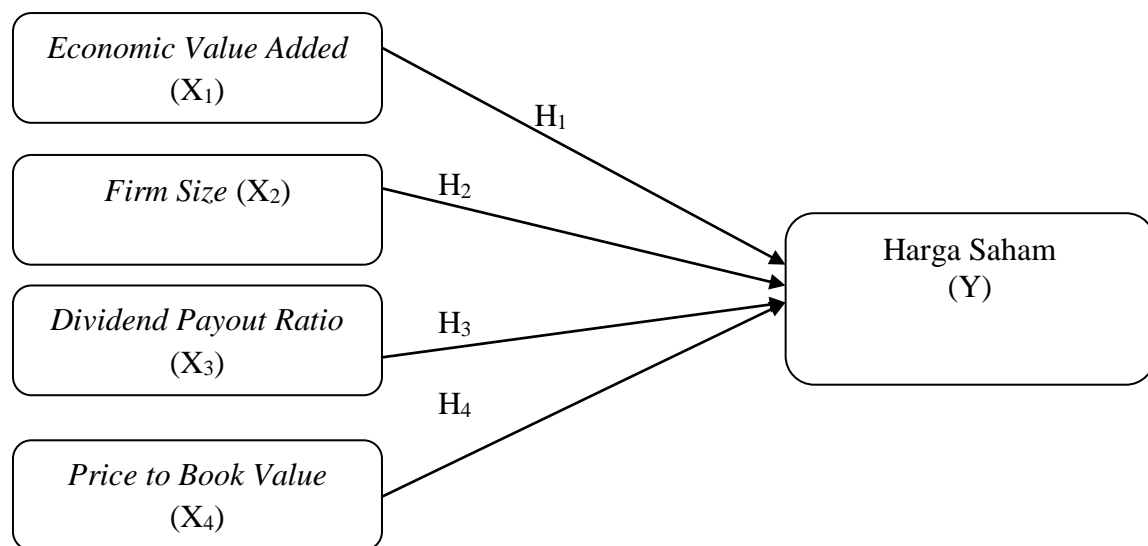 Economic Value Added
(X₁)
H₁
Firm Size (X₂)
H₂
Harga Saham
(Y)
Dividend Payout Ratio
(X₃)
H₃
H₄
Price to Book Value
(X₄)